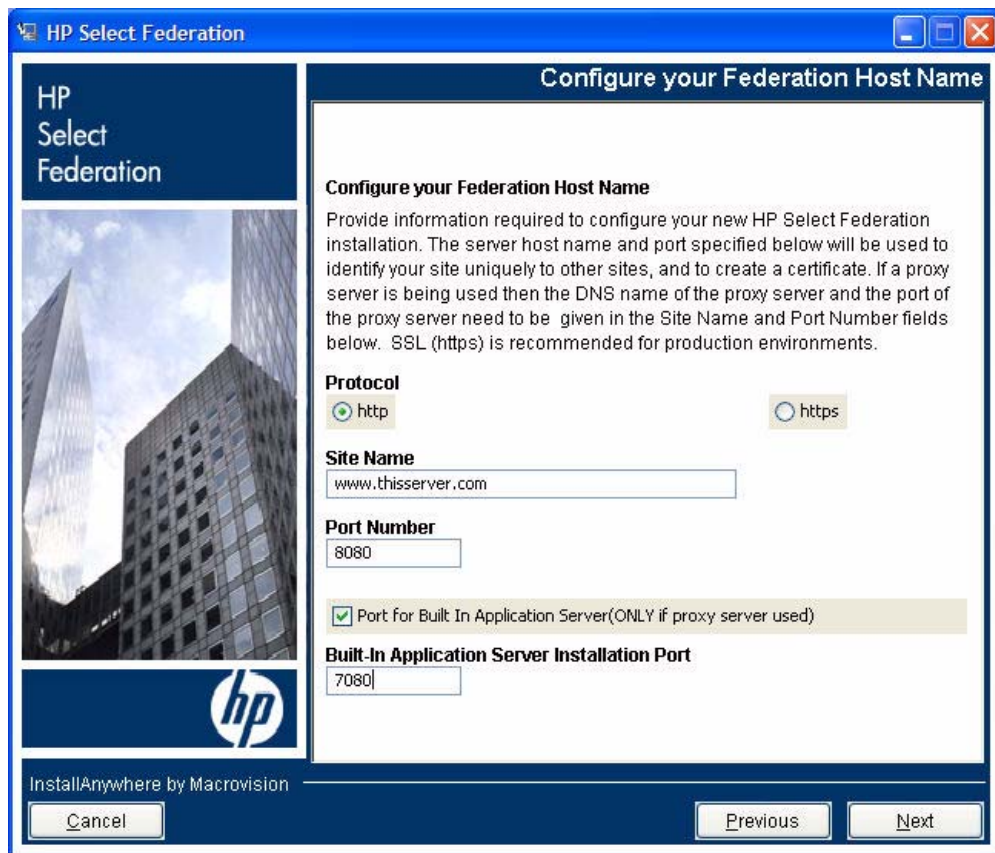 HP Select Federation
HP
Select
Federation
Configure your Federation Host Name
Configure your Federation Host Name
Provide information required to configure your new HP Select Federation
installation. The server host name and port specified below will be used to
identify your site uniquely to other sites, and to create a certificate. If a proxy
server is being used then the DNS name of the proxy server and the port of
the proxy server need to be given in the Site Name and Port Number fields
below. SSL (https) is recommended for production environments.
Protocol
http
https
Site Name
www.thisserver.com
Port Number
8080
Port for Built In Application Server(ONLY if proxy server used)
Built-In Application Server Installation Port
7080
hp
InstallAnywhere by Macrovision
Cancel
Previous
Next